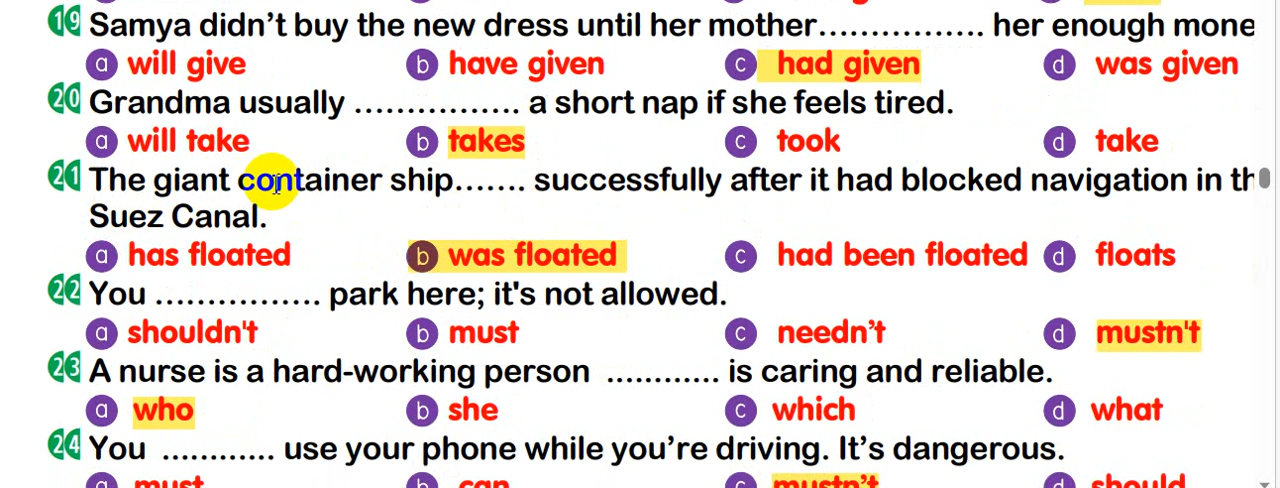 19 Samya didn't buy the new dress until her mother................ her enough mone
a will give b have given c had given d was given
20 Grandma usually ................ a short nap if she feels tired.
a will take b takes c took d take
21 The giant container ship....... successfully after it had blocked navigation in th
Suez Canal.
a has floated b was floated c had been floated d floats
22 You ................ park here; it's not allowed.
a shouldn't b must c needn't d mustn't
23 A nurse is a hard-working person ............ is caring and reliable.
a who b she c which d what
24 You ............ use your phone while you're driving. It's dangerous.
a must b can c mustn't d should